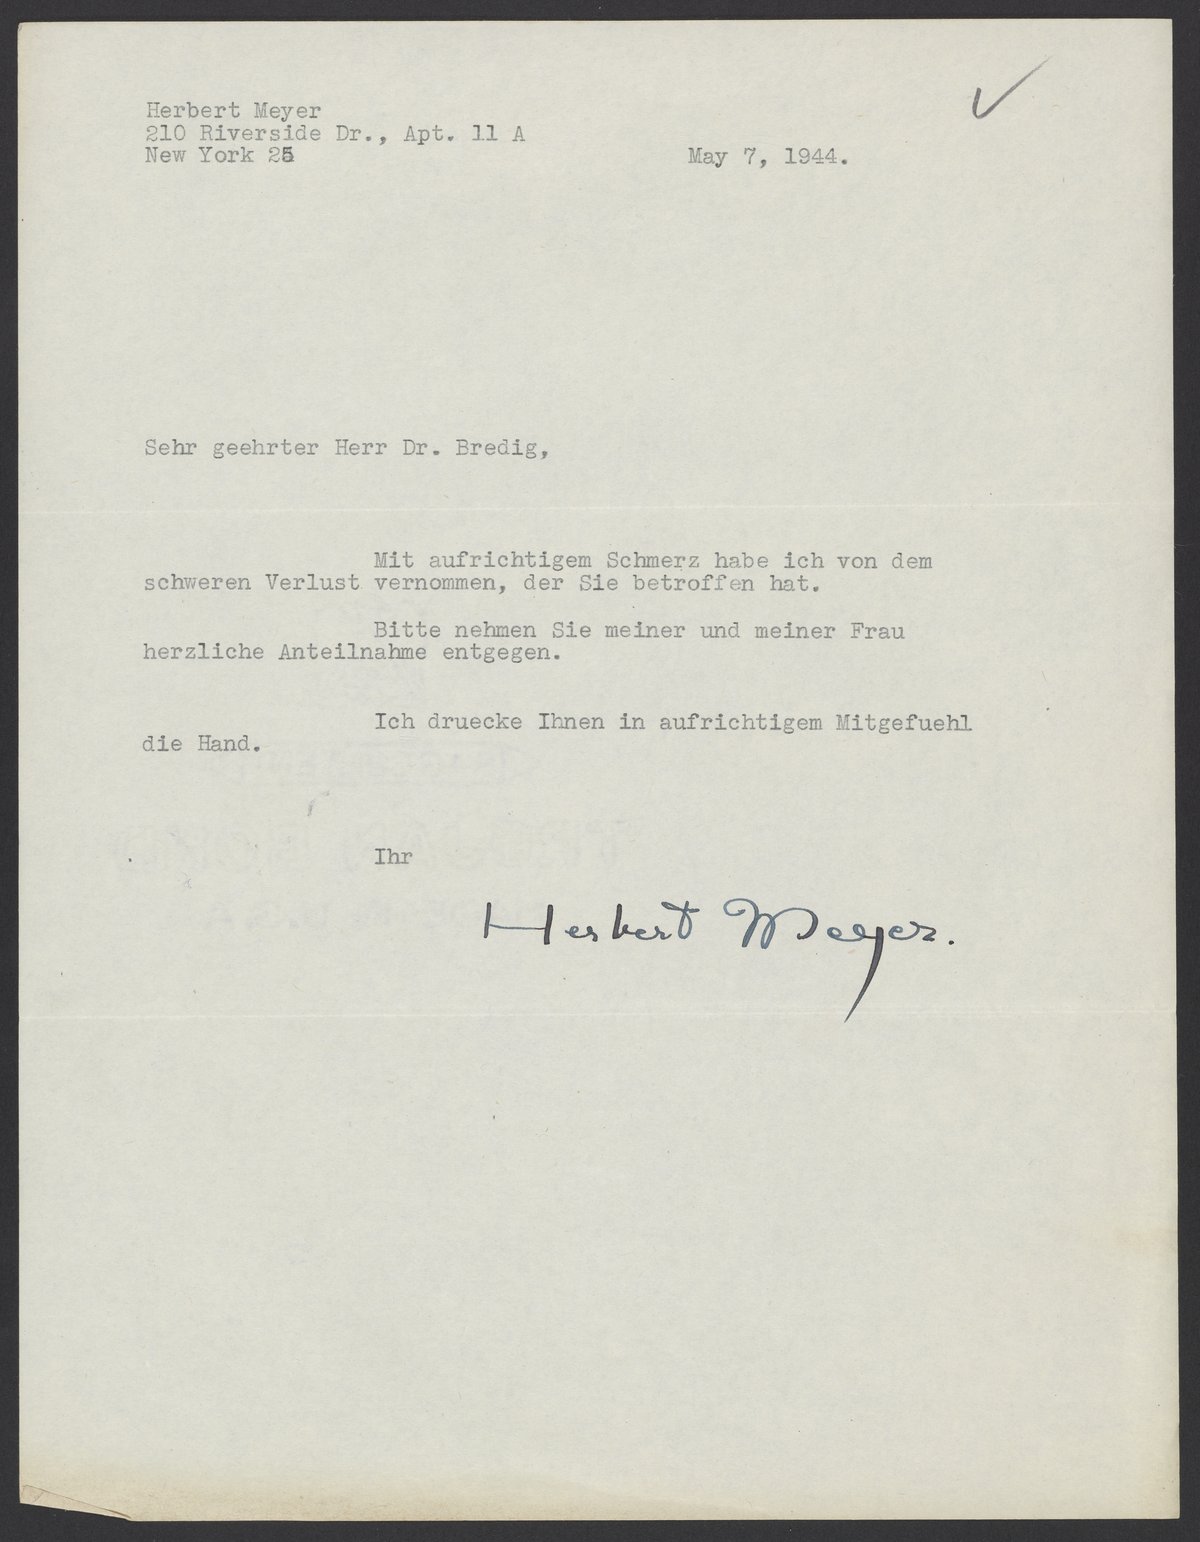 Herbert Meyer
210 Riverside Dr., Apt. 11 A
New York 25
May 7, 1944.
Sehr geehrter Herr Dr. Bredig,
Mit aufrichtigem Schmerz habe ich von dem
schweren Verlust vernommen, der Sie betroffen hat.
Bitte nehmen Sie meiner und meiner Frau
herzliche Anteilnahme entgegen.
Ich druecke Ihnen in aufrichtigem Mitgefuehl
die Hand.
Ihr
Herbert Meyer.